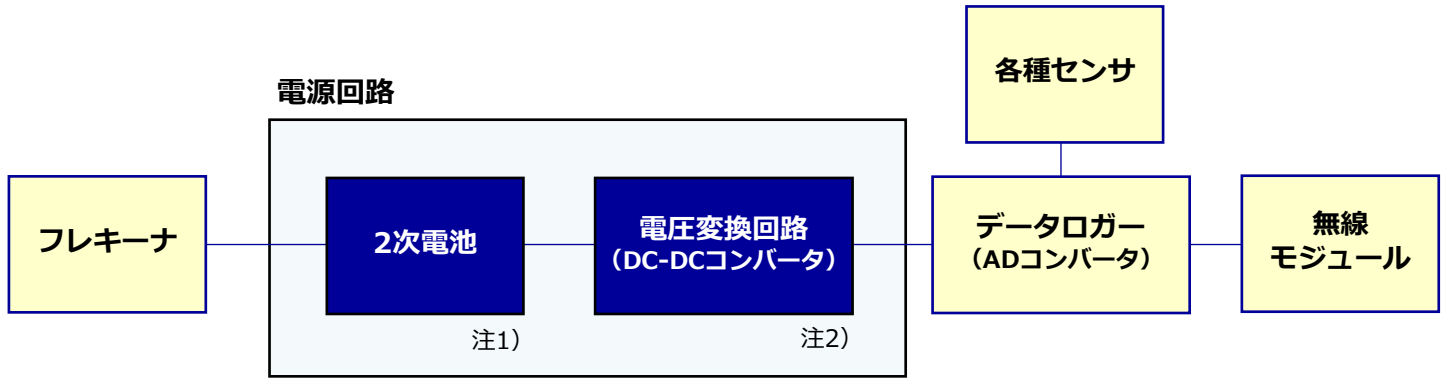 各種センサ
電源回路
フレキーナ
2次電池
電圧変換回路
（DC-DCコンバータ）
データロガー
（ADコンバータ）
無線
モジュール
注1）
注2）